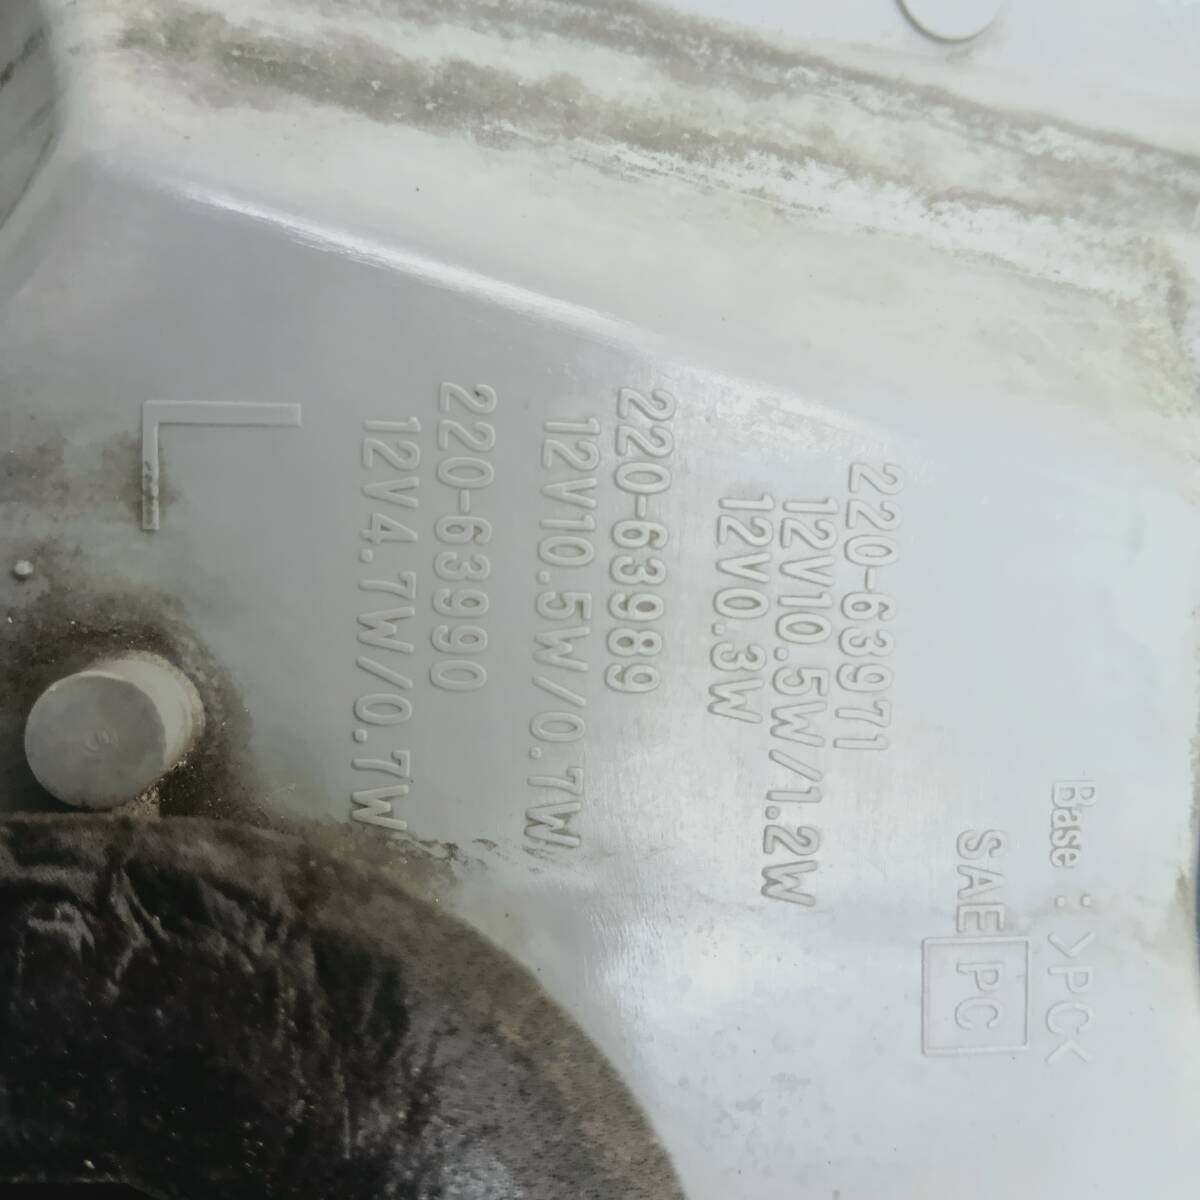 Base : >PC<
SAE PC
220-63971
12V10.5W/1.2W
12V0.3W
220-63989
12V10.5W/0.7W
220-63990
12V4.7W/0.7W
L